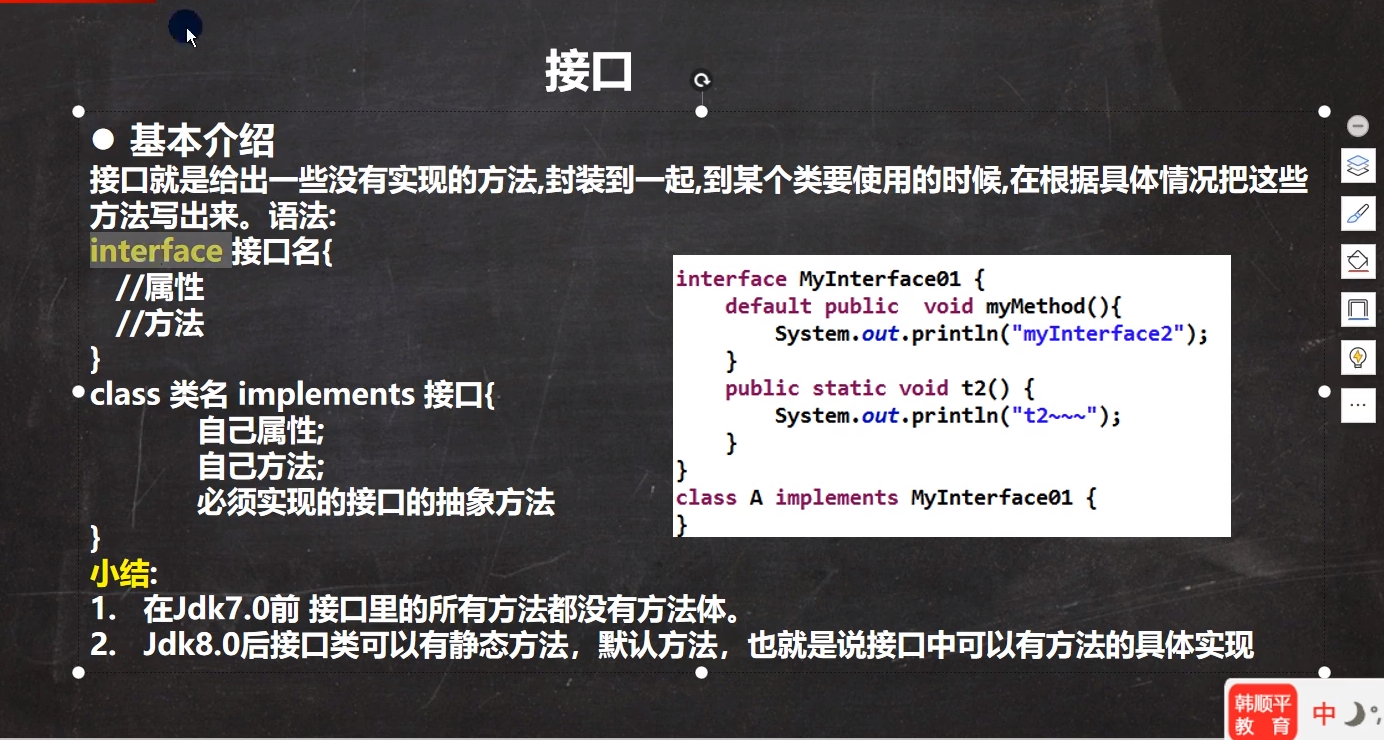 接口
● 基本介绍
接口就是给出一些没有实现的方法,封装到一起,到某个类要使用的时候,在根据具体情况把这些
方法写出来。语法:
interface 接口名{
//属性
//方法
}
class 类名 implements 接口{
自己属性;
自己方法;
必须实现的接口的抽象方法
}
小结:
1. 在Jdk7.0前 接口里的所有方法都没有方法体。
2. Jdk8.0后接口类可以有静态方法，默认方法，也就是说接口中可以有方法的具体实现
interface MyInterface01 {
default public  void myMethod(){
System.out.println("myInterface2");
}
public static void t2() {
System.out.println("t2~~~");
}
}
class A implements MyInterface01 {
}
韩顺平
教 育
中